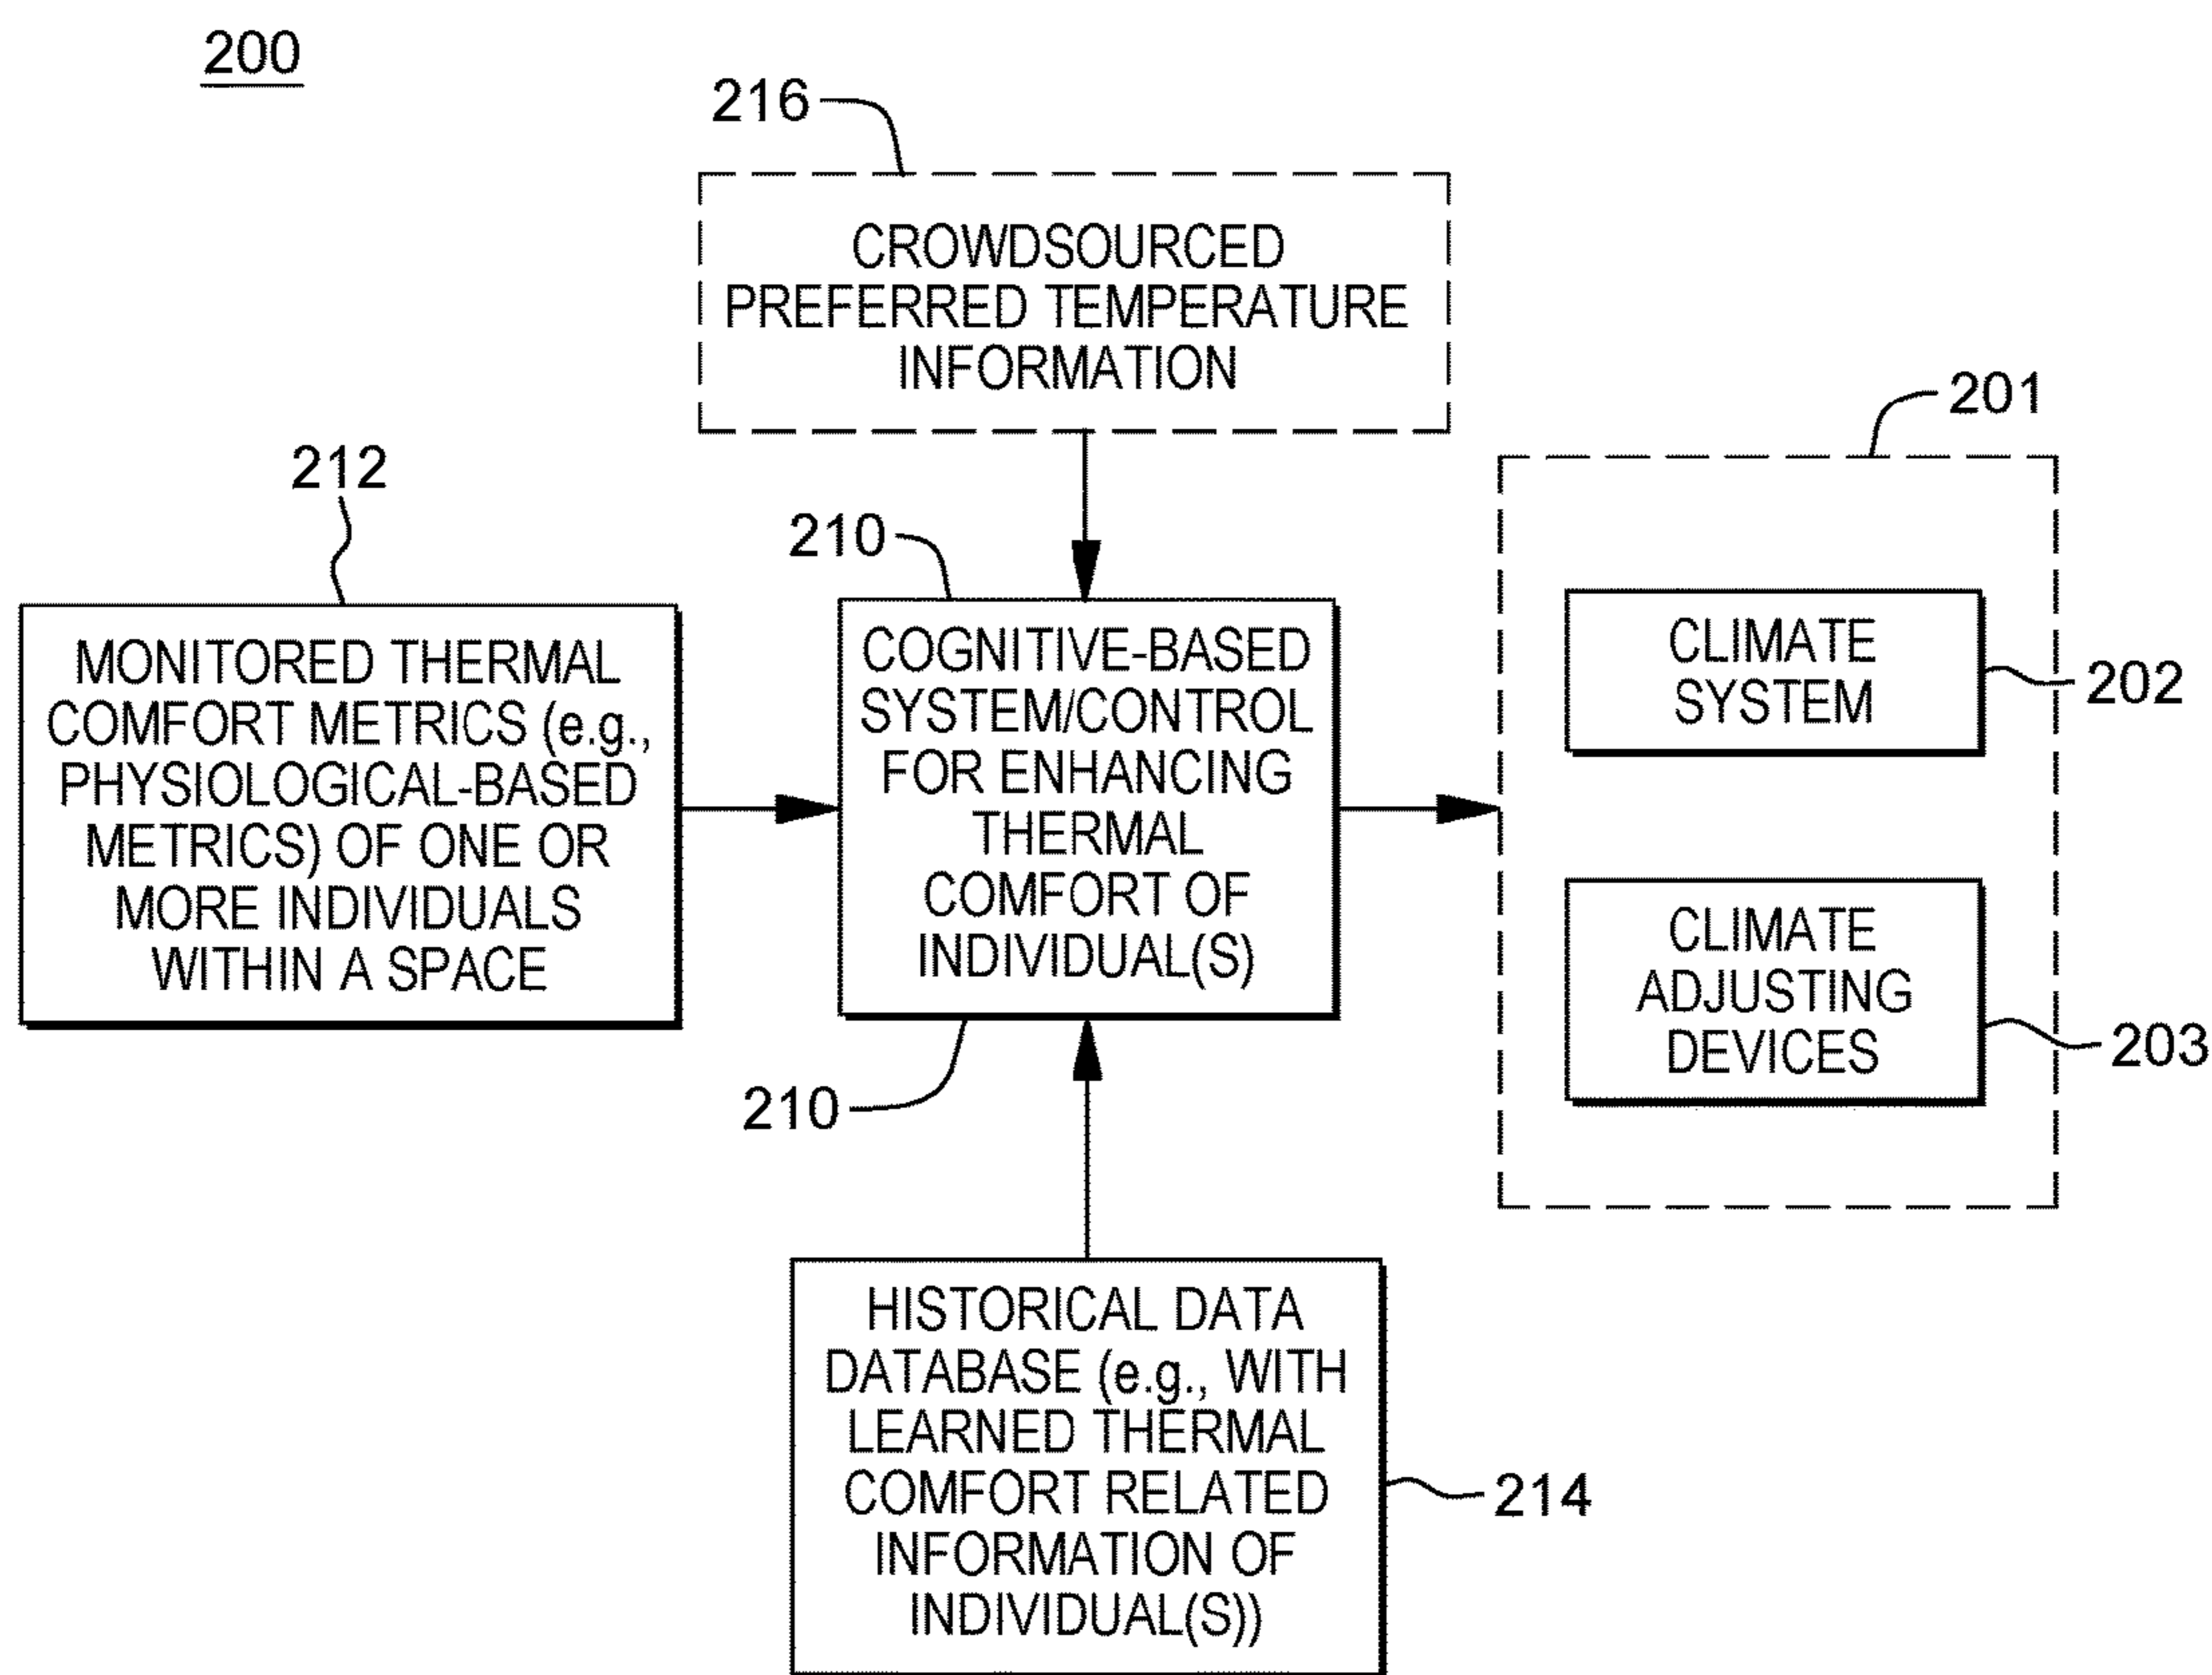 200
216
CROWDSOURCED
PREFERRED TEMPERATURE
INFORMATION
201
212
210
MONITORED THERMAL
COMFORT METRICS (e.g.,
PHYSIOLOGICAL-BASED
METRICS) OF ONE OR
MORE INDIVIDUALS
WITHIN A SPACE
COGNITIVE-BASED
SYSTEM/CONTROL
FOR ENHANCING
THERMAL
COMFORT OF
INDIVIDUAL(S)
210
CLIMATE
SYSTEM
202
CLIMATE
ADJUSTING
DEVICES
203
HISTORICAL DATA
DATABASE (e.g., WITH
LEARNED THERMAL
COMFORT RELATED
INFORMATION OF
INDIVIDUAL(S))
214